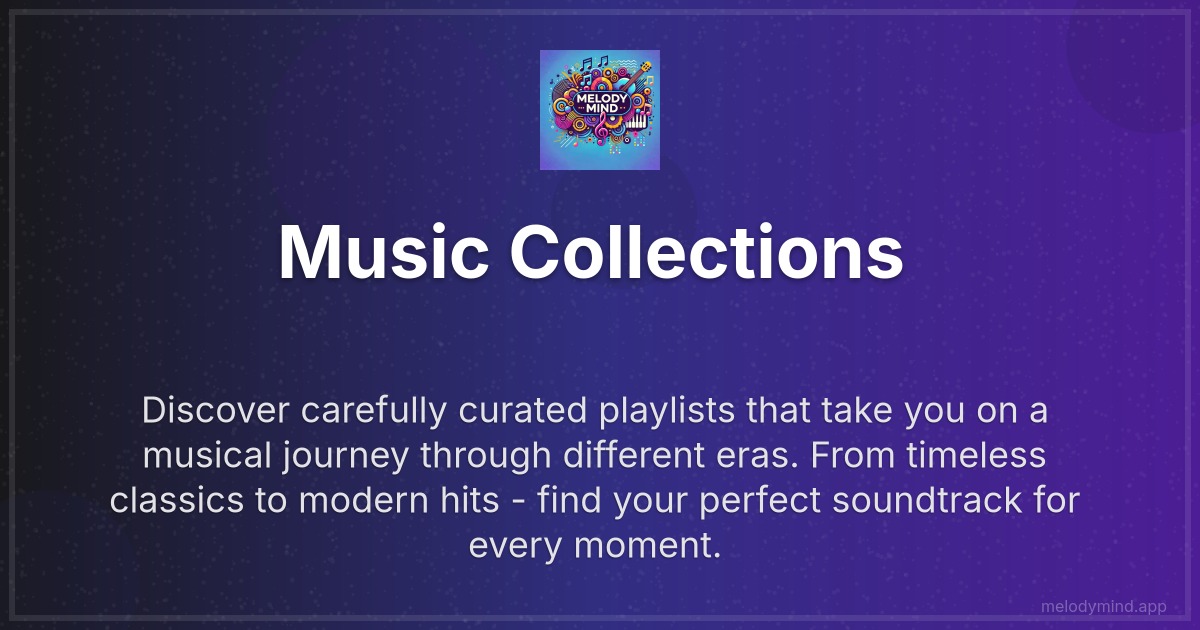 MELODY
MIND
Music Collections
Discover carefully curated playlists that take you on a
musical journey through different eras. From timeless
classics to modern hits - find your perfect soundtrack for
every moment.
melodymind.app